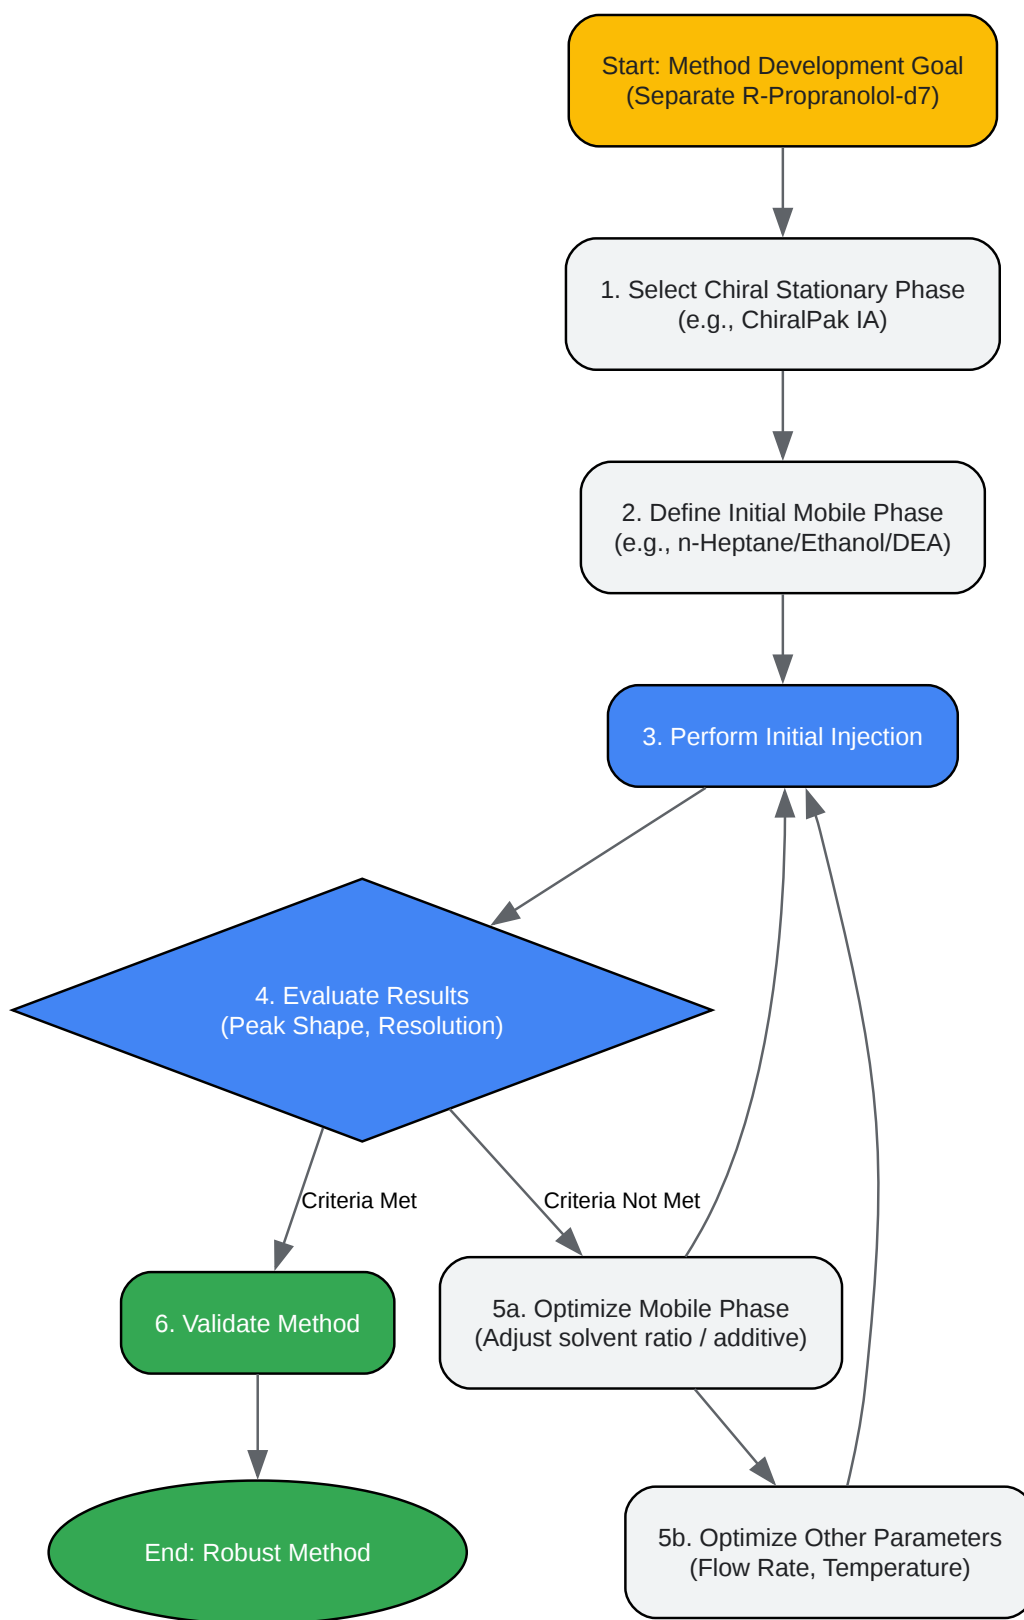 Start: Method Development Goal
(Separate R-Propranolol-d7)
1. Select Chiral Stationary Phase
(e.g., ChiralPak IA)
2. Define Initial Mobile Phase
(e.g., n-Heptane/Ethanol/DEA)
3. Perform Initial Injection
4. Evaluate Results
(Peak Shape, Resolution)
Criteria Met
Criteria Not Met
6. Validate Method
5a. Optimize Mobile Phase
(Adjust solvent ratio / additive)
End: Robust Method
5b. Optimize Other Parameters
(Flow Rate, Temperature)